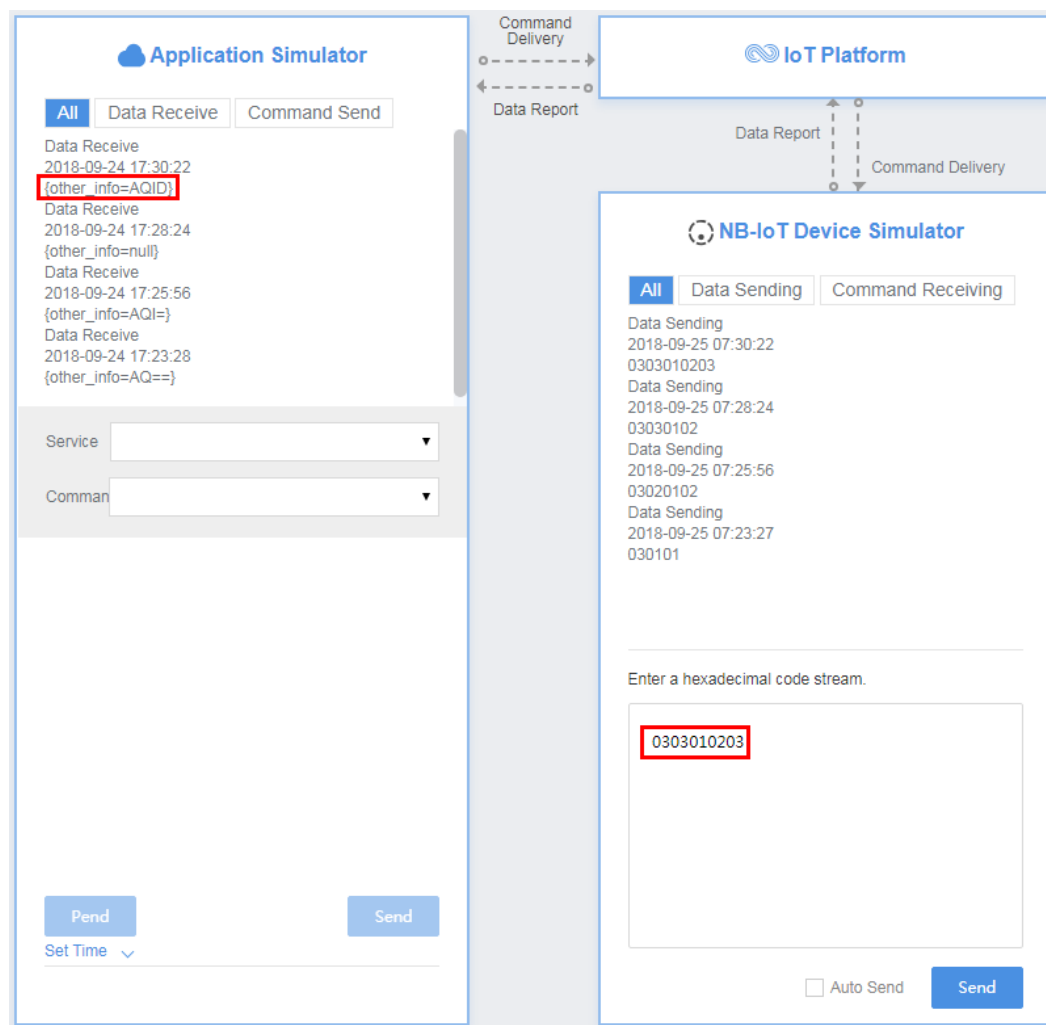 Application Simulator
All
Data Receive
Command Send
Data Receive
2018-09-24 17:30:22
{other_info=AQID}
Data Receive
2018-09-24 17:28:24
{other_info=null}
Data Receive
2018-09-24 17:25:56
{other_info=AQI=}
Data Receive
2018-09-24 17:23:28
{other_info=AQ==}
Service
Comman
Pend
Send
Set Time
Command
Delivery
Data Report
IoT Platform
Data Report
Command Delivery
NB-IoT Device Simulator
All
Data Sending
Command Receiving
Data Sending
2018-09-25 07:30:22
0303010203
Data Sending
2018-09-25 07:28:24
03030102
Data Sending
2018-09-25 07:25:56
03020102
Data Sending
2018-09-25 07:23:27
030101
Enter a hexadecimal code stream.
0303010203
Auto Send
Send